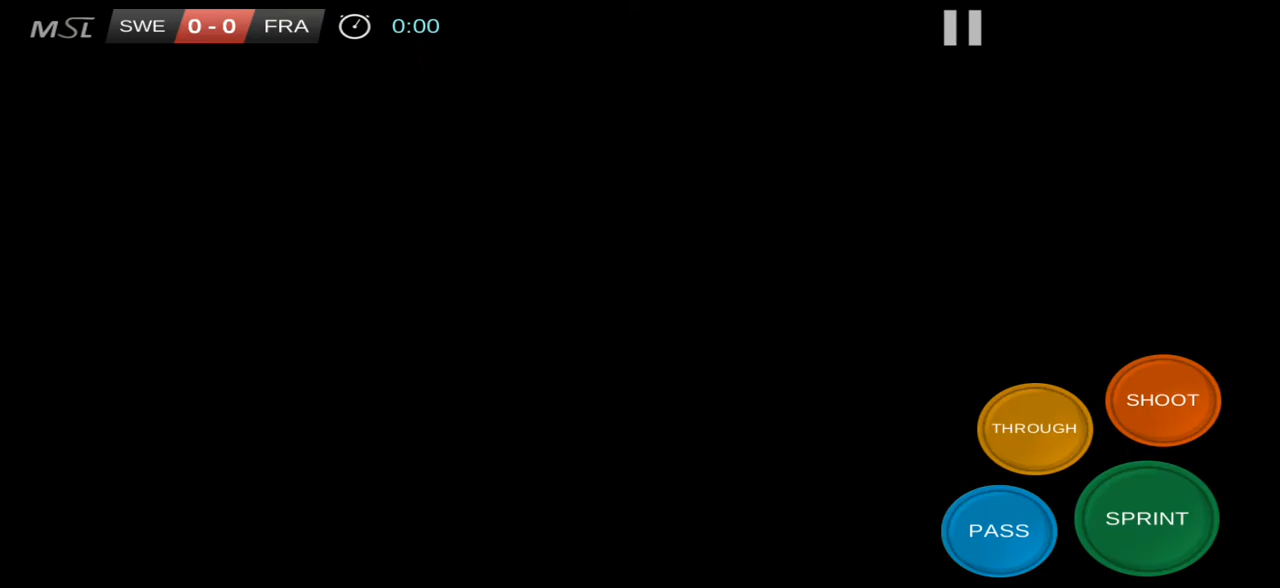 MSL SWE 0 - 0 FRA 0:00
SHOOT
THROUGH
SPRINT
PASS